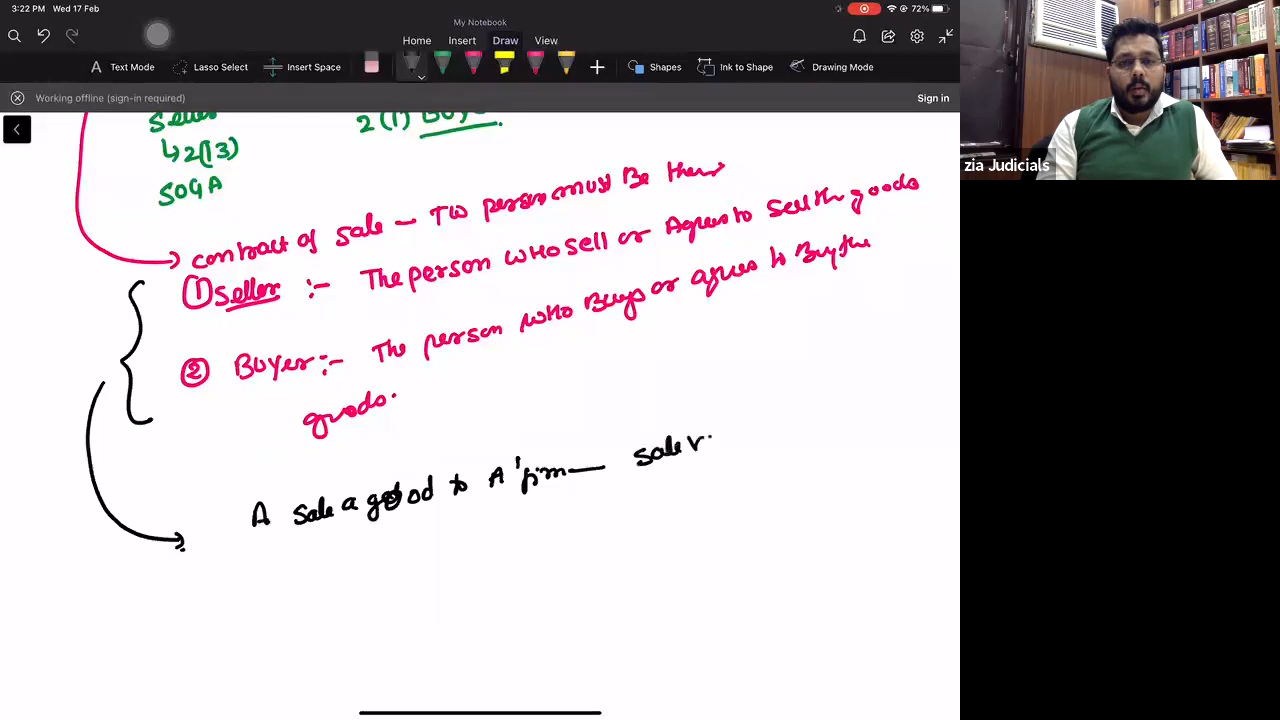 3:22 PM Wed 17 Feb
72%
My Notebook
Home Insert Draw View
Text Mode Lasso Select Insert Space Shapes Ink to Shape Drawing Mode
Working offline (sign-in required) Sign in
Seller 2(1) Buyer
↳2(13)
SOGA
→ contract of sale - Two person must Be there
① Seller :- The person who sell or Agrees to sell the goods
② Buyer :- The person who Buys or agrees to Buy the
goods.
A sale a good to A' firm — sale
zia Judicials